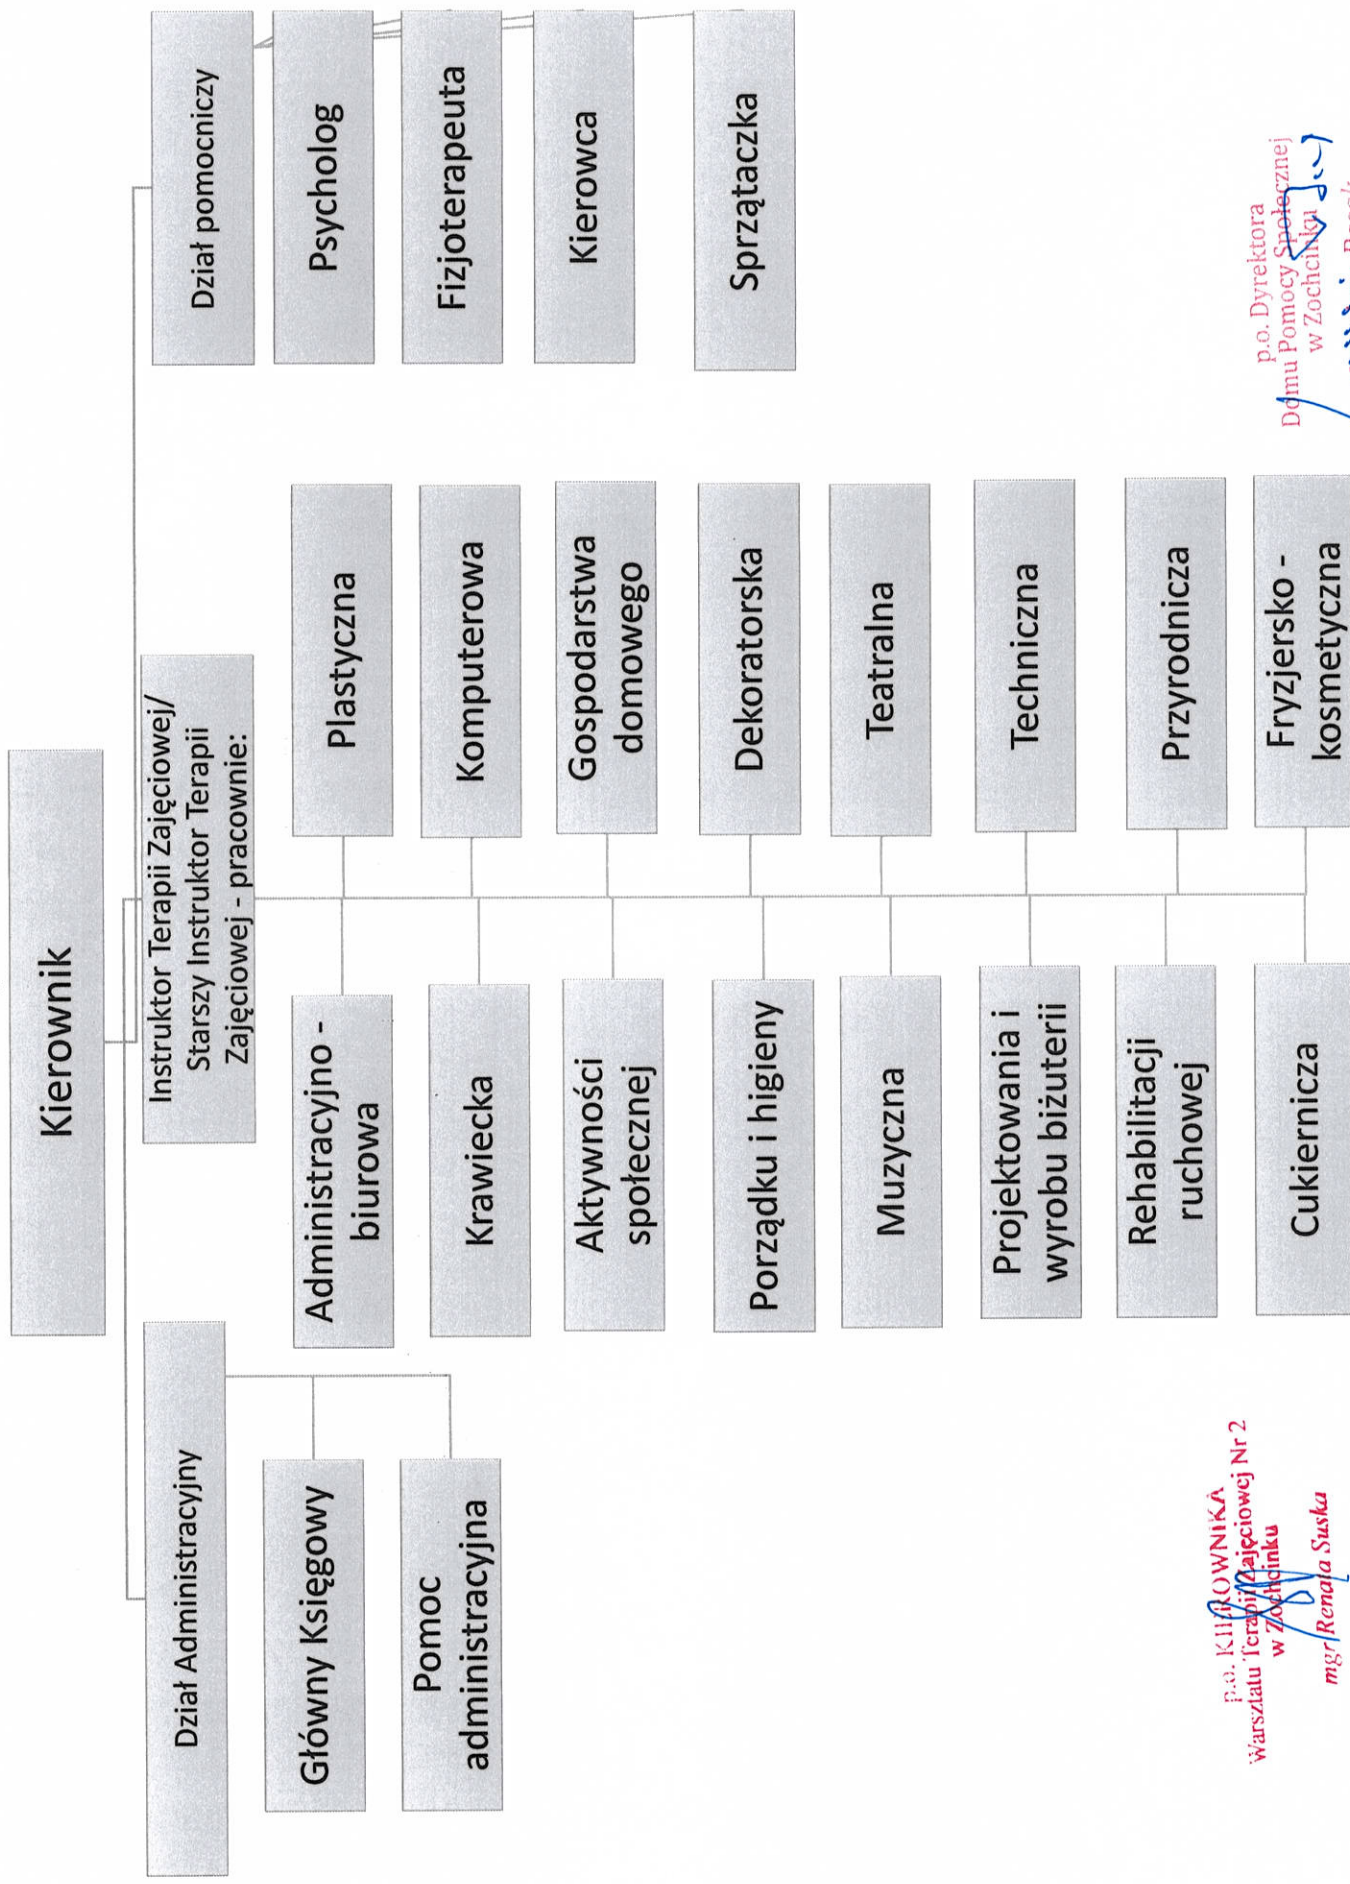 Kierownik
Dział Administracyjny
Główny Księgowy
Pomoc
administracyjna
Instruktor Terapii Zajęciowej/
Starszy Instruktor Terapii
Zajęciowej - pracownie:
Administracyjno -
biurowa
Krawiecka
Aktywności
społecznej
Porządku i higieny
Muzyczna
Projektowania i
wyrobu biżuterii
Rehabilitacji
ruchowej
Cukiernicza
Plastyczna
Komputerowa
Gospodarstwa
domowego
Dekoratorska
Teatralna
Techniczna
Przyrodnicza
Fryzjersko -
kosmetyczna
Dział pomocniczy
Psycholog
Fizjoterapeuta
Kierowca
Sprzątaczka
p.o. KIEROWNIKA
Warsztatu Terapii Zajęciowej Nr 2
w Zochcinku
mgr Renata Suska
p.o. Dyrektora
Domu Pomocy Społecznej
w Zochcinku